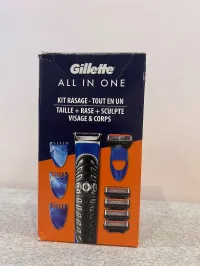 Gillette
ALL IN ONE
KIT RASAGE - TOUT EN UN
TAILLE + RASE + SCULPTE
VISAGE & CORPS